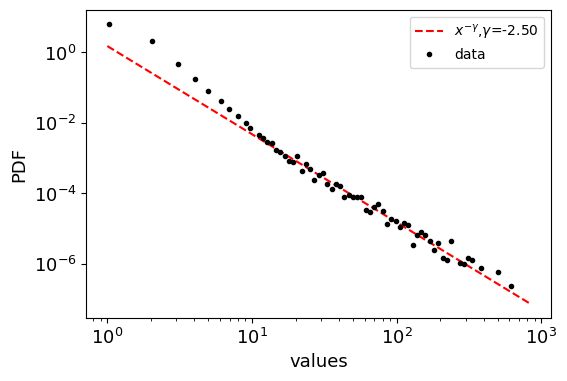 x^{-γ},γ=-2.50
data
PDF
10^0
10^{-2}
10^{-4}
10^{-6}
10^0 10^1 10^2 10^3
values